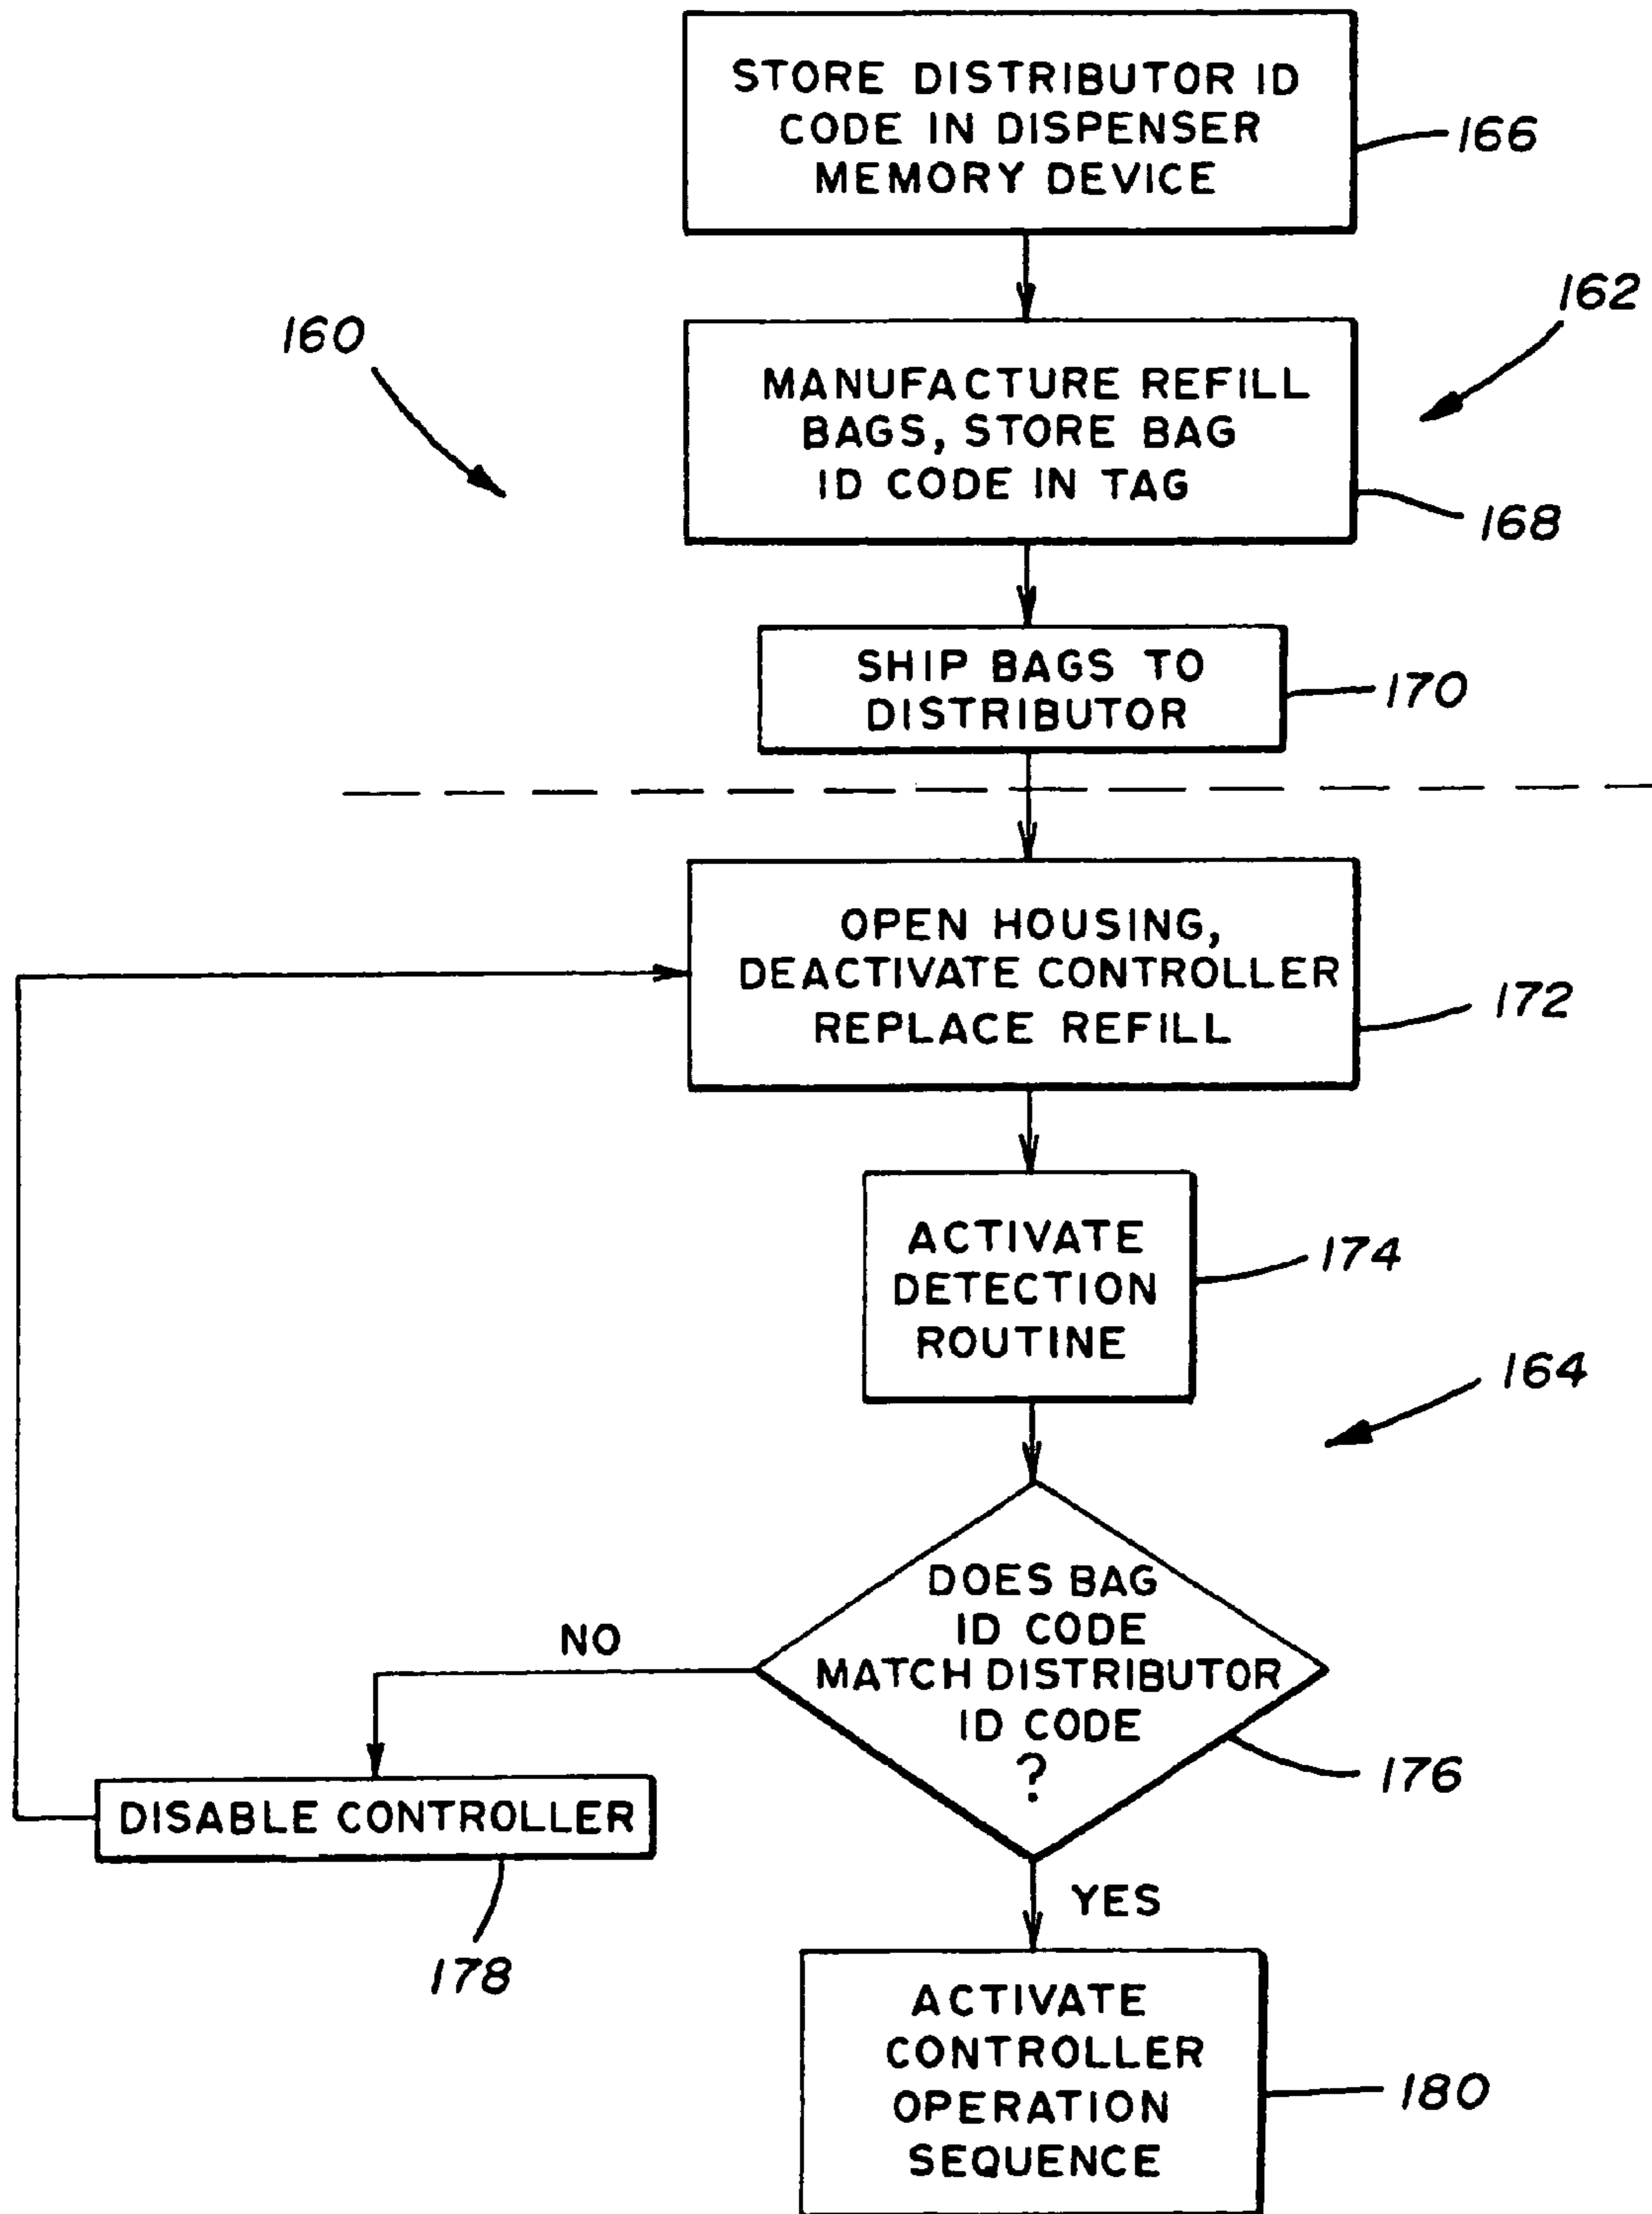 STORE DISTRIBUTOR ID
CODE IN DISPENSER
MEMORY DEVICE
166
162
160
MANUFACTURE REFILL
BAGS, STORE BAG
ID CODE IN TAG
168
SHIP BAGS TO
DISTRIBUTOR
170
OPEN HOUSING,
DEACTIVATE CONTROLLER
REPLACE REFILL
172
ACTIVATE
DETECTION
ROUTINE
174
164
DOES BAG
ID CODE
MATCH DISTRIBUTOR
ID CODE
?
176
NO
DISABLE CONTROLLER
178
YES
ACTIVATE
CONTROLLER
OPERATION
SEQUENCE
180